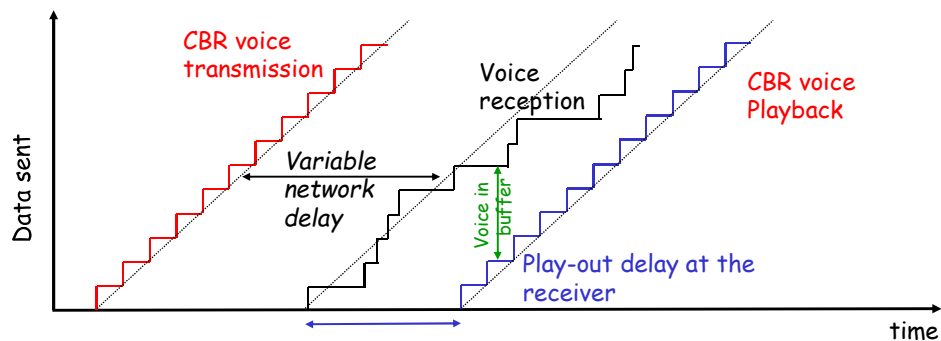 CBR voice
transmission
Voice
reception
CBR voice
Playback
Data sent
Variable
network
delay
Voice in
buffer
Play-out delay at the
receiver
time